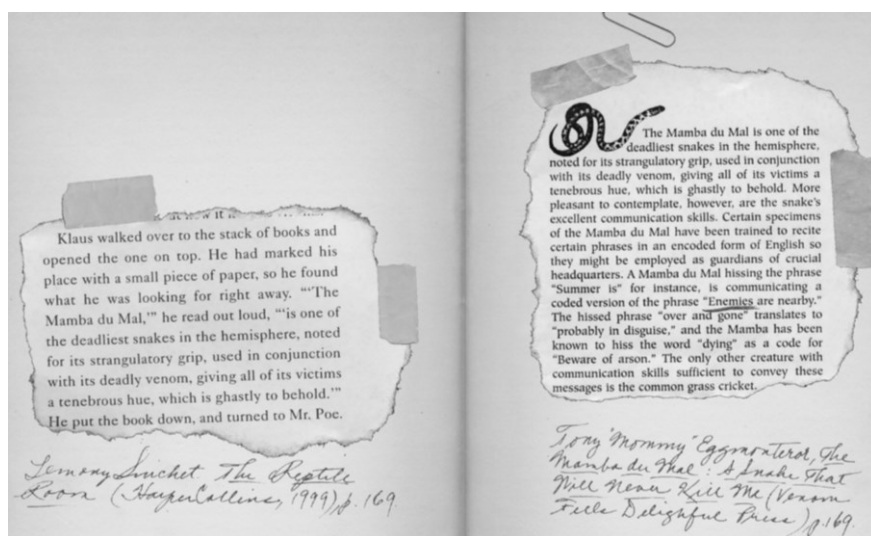 Klaus walked over to the stack of books and
opened the one on top. He had marked his
place with a small piece of paper, so he found
what he was looking for right away. “‘The
Mamba du Mal,’” he read out loud, “‘is one of
the deadliest snakes in the hemisphere, noted
for its strangulatory grip, used in conjunction
with its deadly venom, giving all of its victims
a tenebrous hue, which is ghastly to behold.’”
He put the book down, and turned to Mr. Poe.
Lemony Snicket, The Reptile
Room (HarperCollins, 1999) p. 169.
The Mamba du Mal is one of the
deadliest snakes in the hemisphere,
noted for its strangulatory grip, used in conjunction
with its deadly venom, giving all of its victims a
tenebrous hue, which is ghastly to behold. More
pleasant to contemplate, however, are the snake’s
excellent communication skills. Certain specimens
of the Mamba du Mal have been trained to recite
certain phrases in an encoded form of English so
they might be employed as guardians of crucial
headquarters. A Mamba du Mal hissing the phrase
“Summer is” for instance, is communicating a
coded version of the phrase “Enemies are nearby.”
The hissed phrase “over and gone” translates to
“probably in disguise,” and the Mamba has been
known to hiss the word “dying” as a code for
“Beware of arson.” The only other creature with
communication skills sufficient to convey these
messages is the common grass cricket.
Tony “Mommy” Eggmonteror, The
Mamba du Mal: A Snake That
Will Never Kill Me (Venom
Feels Delightful Press) p. 169.